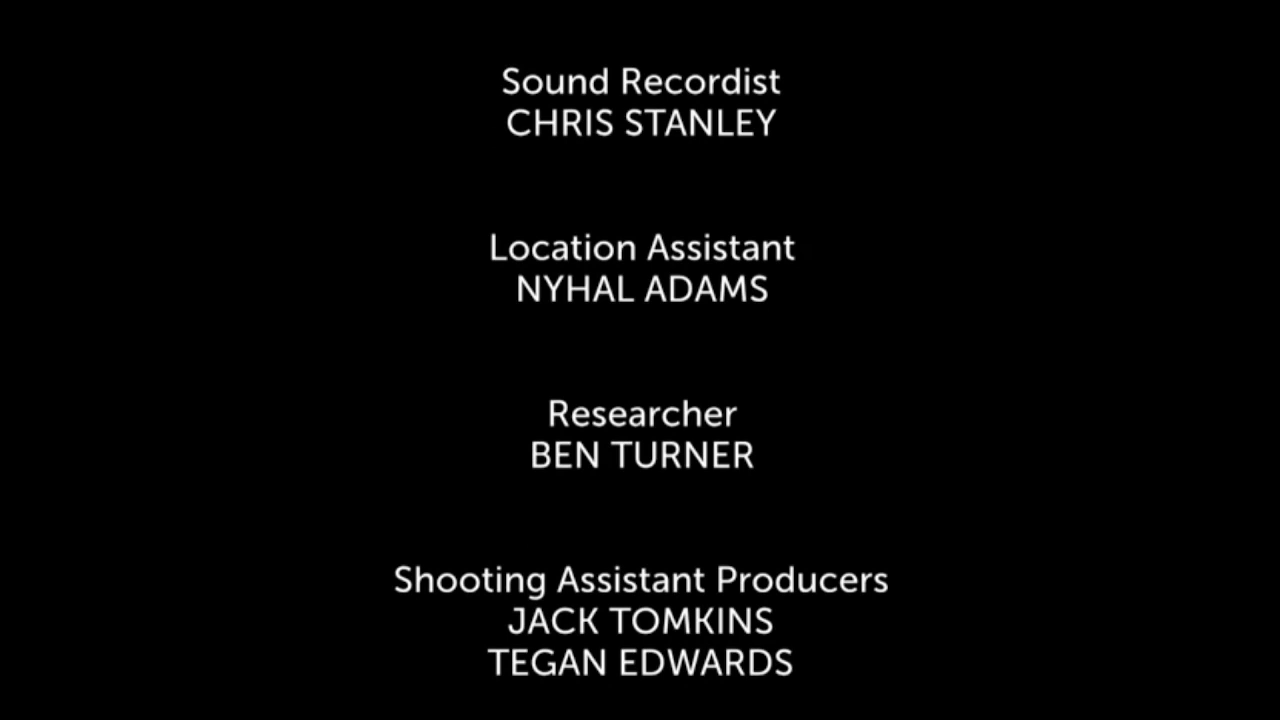 Sound Recordist
CHRIS STANLEY
Location Assistant
NYHAL ADAMS
Researcher
BEN TURNER
Shooting Assistant Producers
JACK TOMKINS
TEGAN EDWARDS